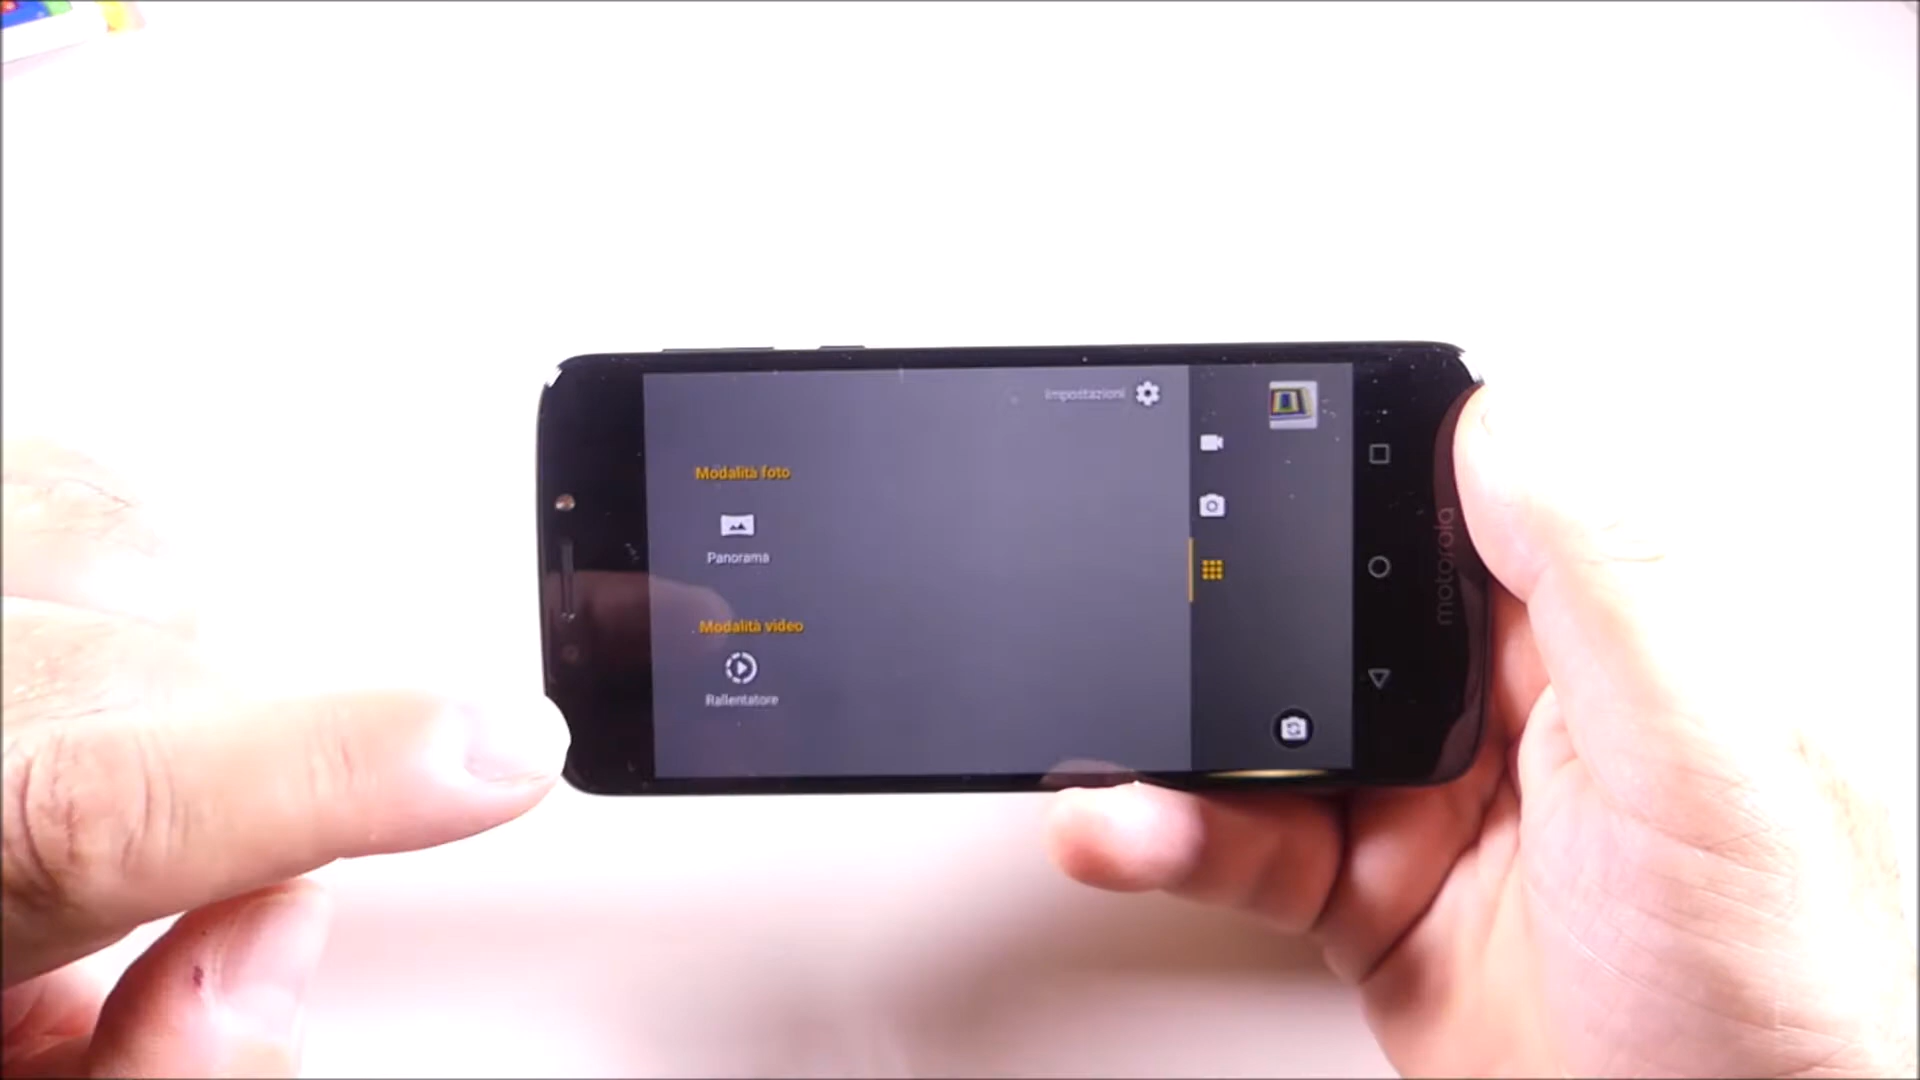 Impostazioni
Modalità foto
Panorama
Modalità video
Rallentatore
motorola